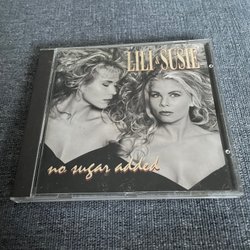 LILI & SUSIE
no sugar added